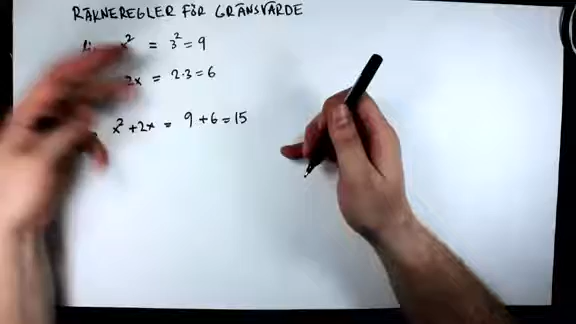 RÄKNEREGLER FÖR GRÄNSVÄRDE
x² = 3² = 9
2x = 2·3 = 6
x² + 2x = 9 + 6 = 15